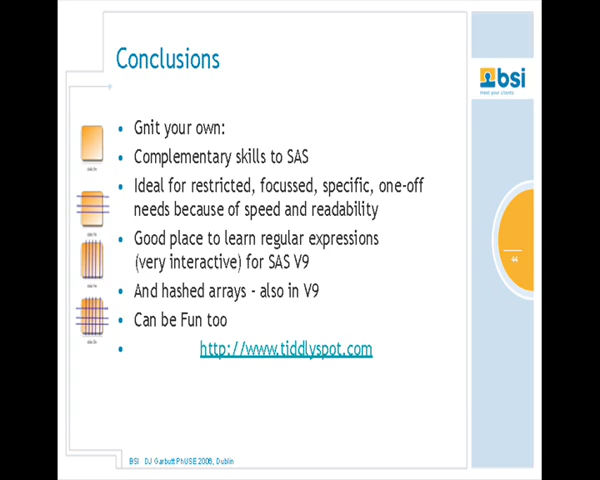 Conclusions
bsi
• Gnit your own:
• Complementary skills to SAS
• Ideal for restricted, focussed, specific, one-off
needs because of speed and readability
• Good place to learn regular expressions
(very interactive) for SAS V9
• And hashed arrays - also in V9
• Can be Fun too
• http://www.tiddlyspot.com
44
BSI DJ Garbutt PhUSE 2006, Dublin